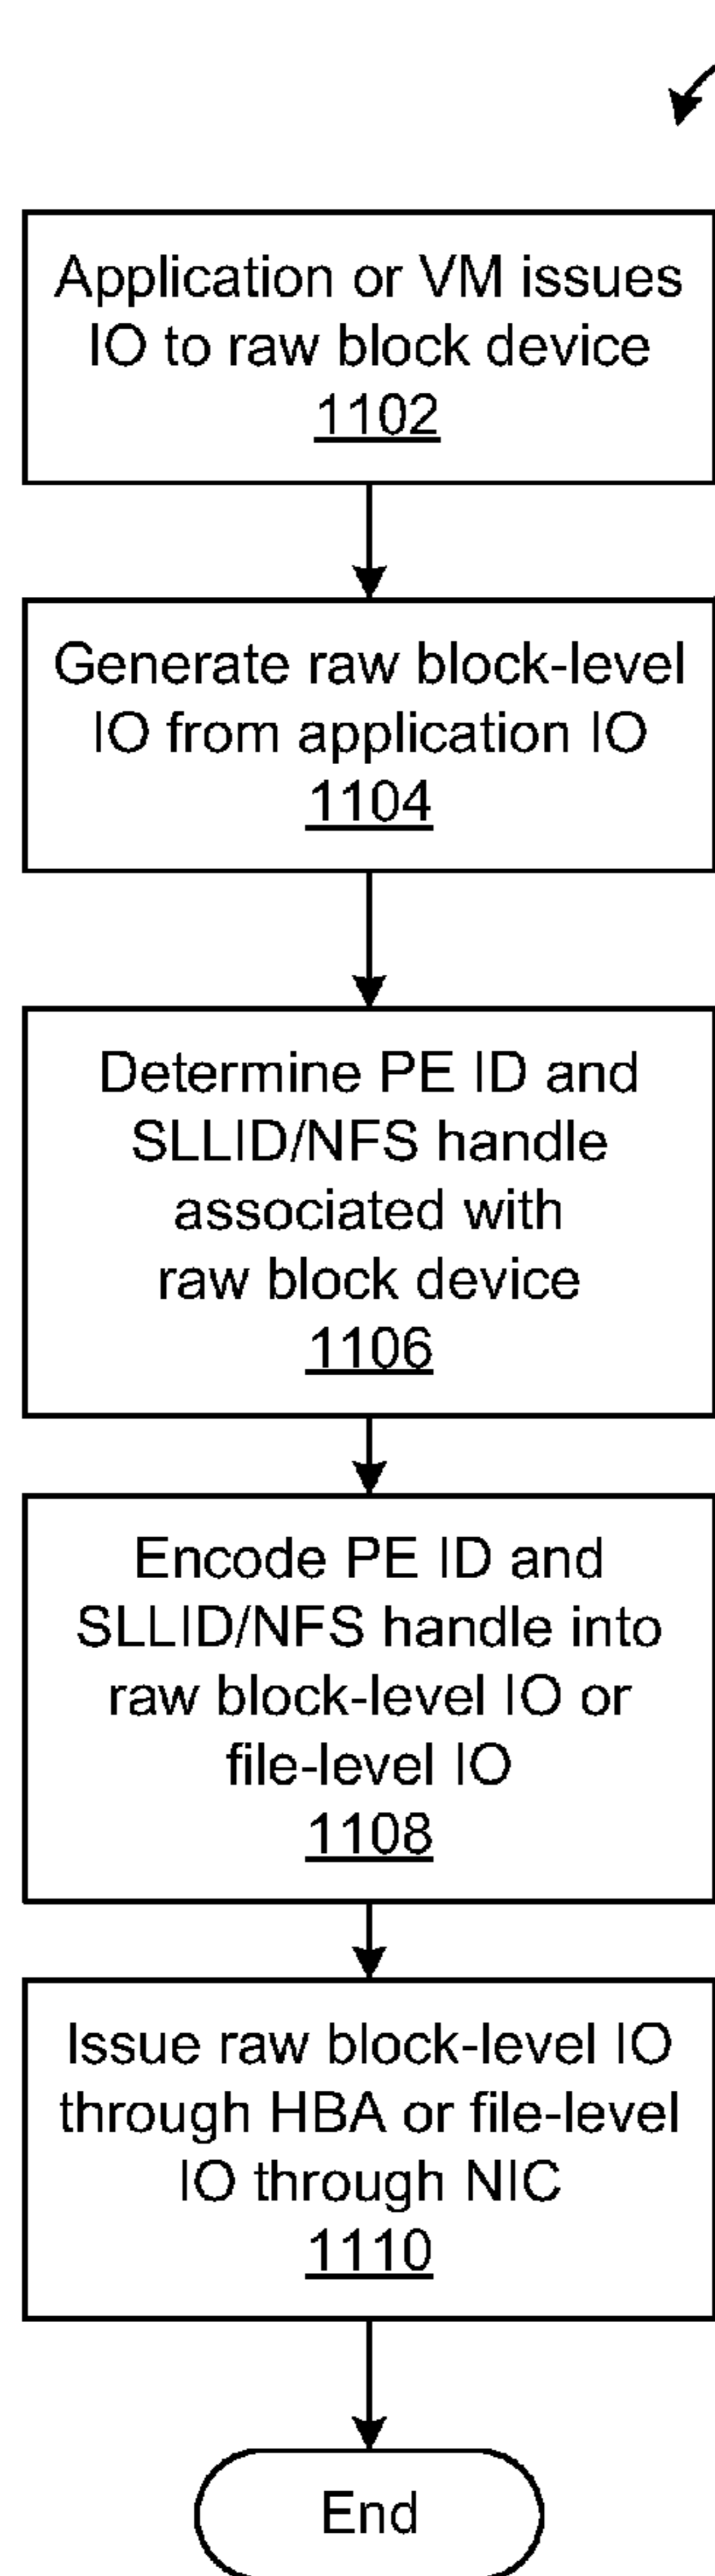 Application or VM issues
IO to raw block device
1102
Generate raw block-level
IO from application IO
1104
Determine PE ID and
SLLID/NFS handle
associated with
raw block device
1106
Encode PE ID and
SLLID/NFS handle into
raw block-level IO or
file-level IO
1108
Issue raw block-level IO
through HBA or file-level
IO through NIC
1110
End